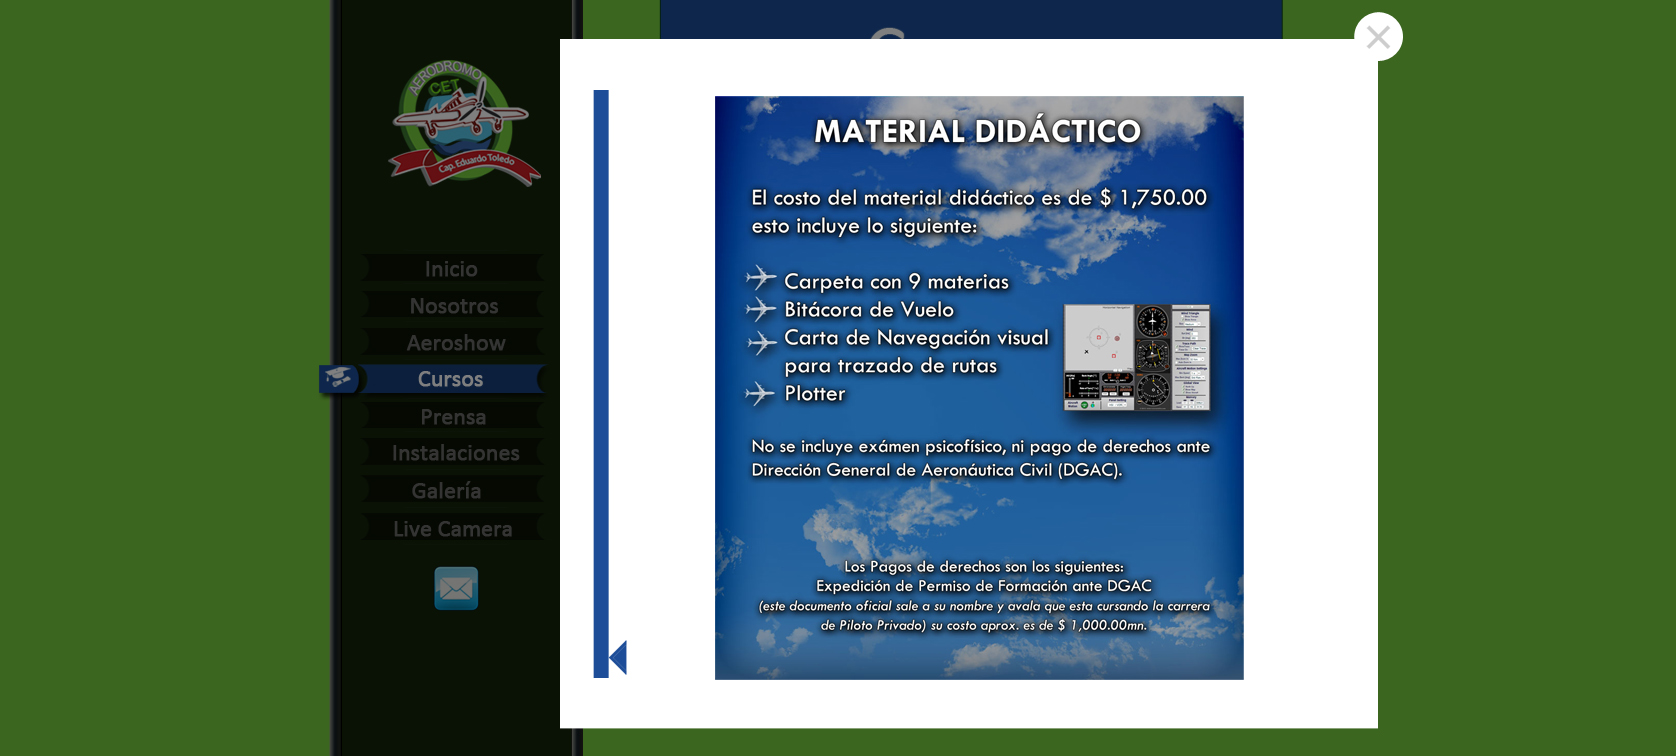 AERODROMO
CET
Cap. Eduardo Toledo
Inicio
Nosotros
Aeroshow
Cursos
Prensa
Instalaciones
Galería
Live Camera
MATERIAL DIDÁCTICO
El costo del material didáctico es de $ 1,750.00
esto incluye lo siguiente:
Carpeta con 9 materias
Bitácora de Vuelo
Carta de Navegación visual
para trazado de rutas
Plotter
No se incluye exámen psicofísico, ni pago de derechos ante
Dirección General de Aeronáutica Civil (DGAC).
Los Pagos de derechos son los siguientes:
Expedición de Permiso de Formación ante DGAC
(este documento oficial sale a su nombre y avala que esta cursando la carrera
de Piloto Privado) su costo aprox. es de $ 1,000.00mn.